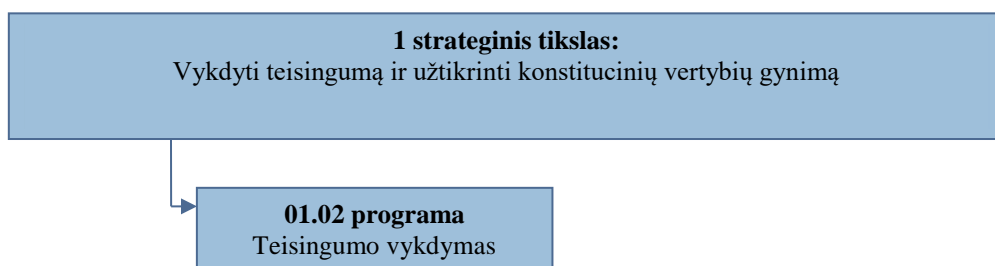 1 strateginis tikslas:
Vykdyti teisingumą ir užtikrinti konstitucinių vertybių gynimą
01.02 programa
Teisingumo vykdymas